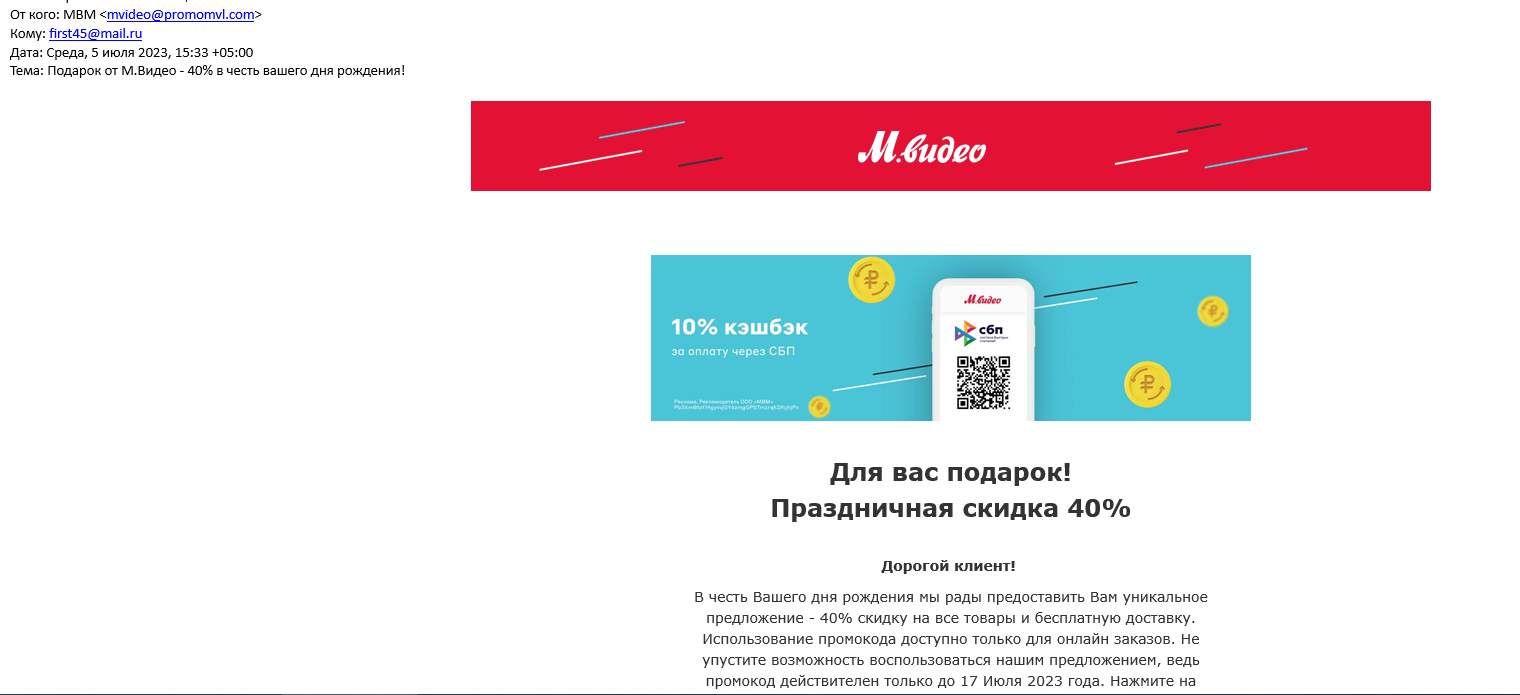 От кого: МВМ <mvideo@promomvl.com>
Кому: first45@mail.ru
Дата: Среда, 5 июля 2023, 15:33 +05:00
Тема: Подарок от М.Видео - 40% в честь вашего дня рождения!
М.видео
М.видео
сбп
10% кэшбэк
за оплату через СБП
Реклама. Рекламодатель ООО «МВМ»
Для вас подарок!
Праздничная скидка 40%
Дорогой клиент!
В честь Вашего дня рождения мы рады предоставить Вам уникальное
предложение - 40% скидку на все товары и бесплатную доставку.
Использование промокода доступно только для онлайн заказов. Не
упустите возможность воспользоваться нашим предложением, ведь
промокод действителен только до 17 Июля 2023 года. Нажмите на